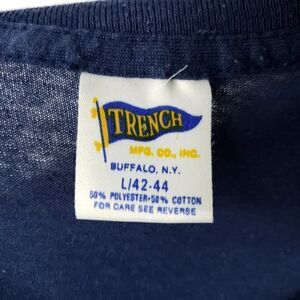 TRENCH
MFG. CO., INC.
BUFFALO, N.Y.
L/42-44
50% POLYESTER-50% COTTON
FOR CARE SEE REVERSE